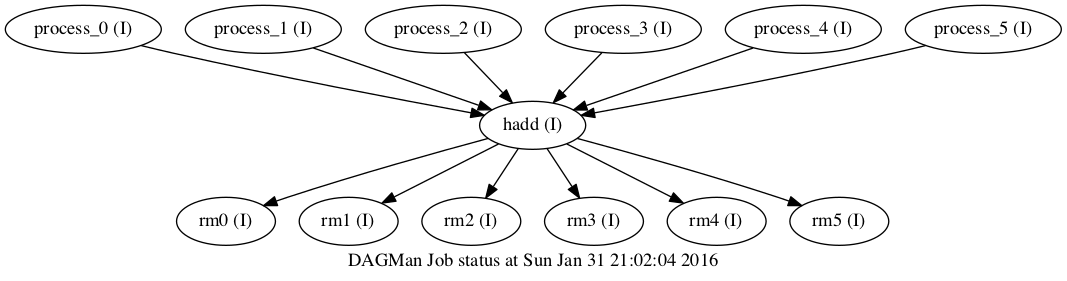 process_0 (I)
process_1 (I)
process_2 (I)
process_3 (I)
process_4 (I)
process_5 (I)
hadd (I)
rm0 (I)
rm1 (I)
rm2 (I)
rm3 (I)
rm4 (I)
rm5 (I)
DAGMan Job status at Sun Jan 31 21:02:04 2016